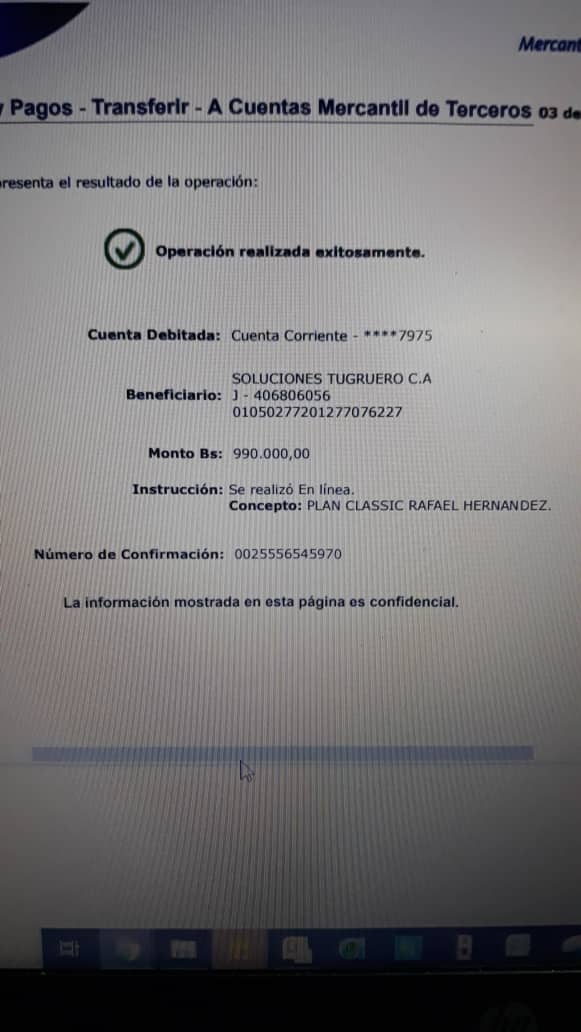 Mercant
Pagos - Transferir - A Cuentas Mercantil de Terceros 03 de
presenta el resultado de la operación:
Operación realizada exitosamente.
Cuenta Debitada: Cuenta Corriente - ****7975
SOLUCIONES TUGRUERO C.A
Beneficiario: J - 406806056
01050277201277076227
Monto Bs: 990.000,00
Instrucción: Se realizó En línea.
Concepto: PLAN CLASSIC RAFAEL HERNANDEZ.
Número de Confirmación: 0025556545970
La información mostrada en esta página es confidencial.